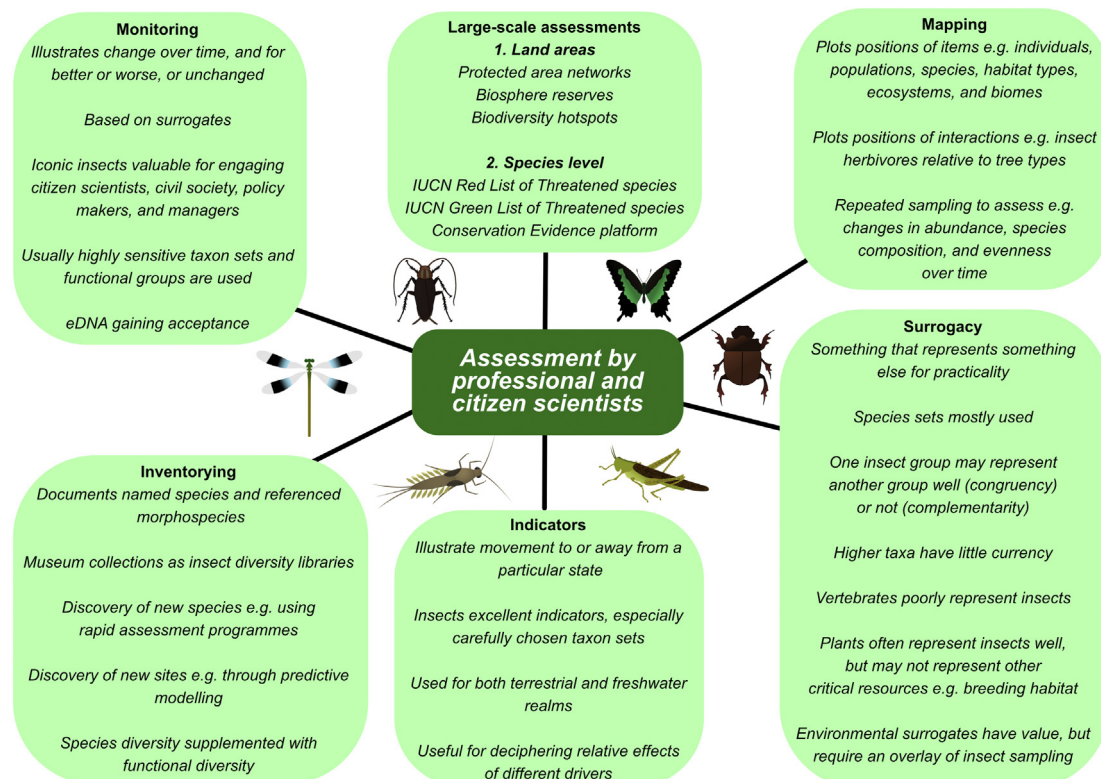 Monitoring
Illustrates change over time, and for
better or worse, or unchanged
Based on surrogates
Iconic insects valuable for engaging
citizen scientists, civil society, policy
makers, and managers
Usually highly sensitive taxon sets and
functional groups are used
eDNA gaining acceptance
Large-scale assessments
1. Land areas
Protected area networks
Biosphere reserves
Biodiversity hotspots
2. Species level
IUCN Red List of Threatened species
IUCN Green List of Threatened species
Conservation Evidence platform
Mapping
Plots positions of items e.g. individuals,
populations, species, habitat types,
ecosystems, and biomes
Plots positions of interactions e.g. insect
herbivores relative to tree types
Repeated sampling to assess e.g.
changes in abundance, species
composition, and evenness
over time
Assessment by
professional and
citizen scientists
Inventorying
Documents named species and referenced
morphospecies
Museum collections as insect diversity libraries
Discovery of new species e.g. using
rapid assessment programmes
Discovery of new sites e.g. through predictive
modelling
Species diversity supplemented with
functional diversity
Indicators
Illustrate movement to or away from a
particular state
Insects excellent indicators, especially
carefully chosen taxon sets
Used for both terrestrial and freshwater
realms
Useful for deciphering relative effects
of different drivers
Surrogacy
Something that represents something
else for practicality
Species sets mostly used
One insect group may represent
another group well (congruency)
or not (complementarity)
Higher taxa have little currency
Vertebrates poorly represent insects
Plants often represent insects well,
but may not represent other
critical resources e.g. breeding habitat
Environmental surrogates have value, but
require an overlay of insect sampling